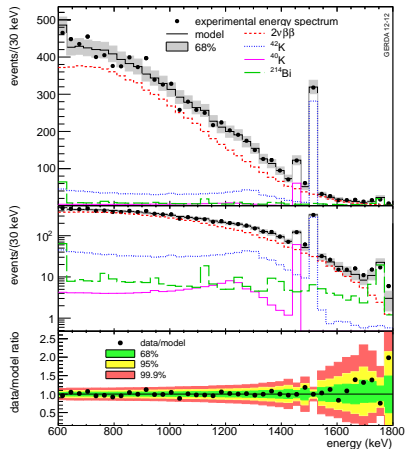 experimental energy spectrum
model 2νββ
68% ⁴²K
⁴⁰K
²¹⁴Bi
GERDA 12-12
events/(30 keV)
500
400
300
200
100
events/(30 keV)
10²
10
1
data/model ratio
2.5
2.0
1.5
1.0
0.5
data/model
68%
95%
99.9%
600 800 1000 1200 1400 1600 1800
energy (keV)